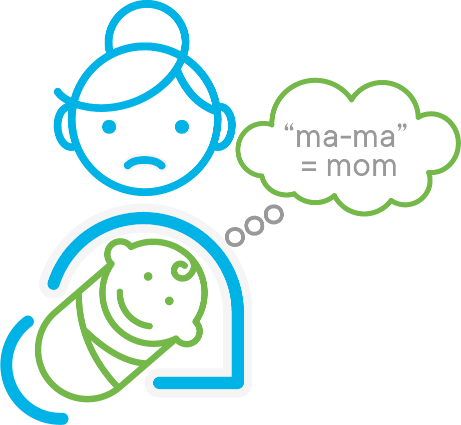 “ma-ma”
= mom